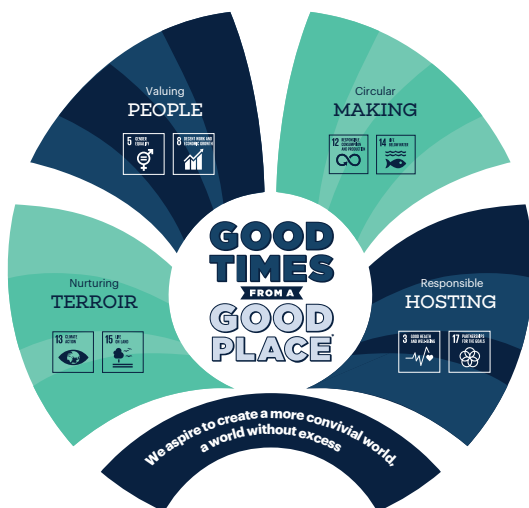 Valuing
PEOPLE
5 GENDER
EQUALITY
8 DECENT WORK AND
ECONOMIC GROWTH
Circular
MAKING
12 RESPONSIBLE
CONSUMPTION
AND PRODUCTION
14 LIFE
BELOW WATER
Nurturing
TERROIR
13 CLIMATE
ACTION
15 LIFE
ON LAND
GOOD
TIMES
FROM A
GOOD
PLACE
Responsible
HOSTING
3 GOOD HEALTH
AND WELL-BEING
17 PARTNERSHIPS
FOR THE GOALS
We aspire to create a more convivial world,
a world without excess